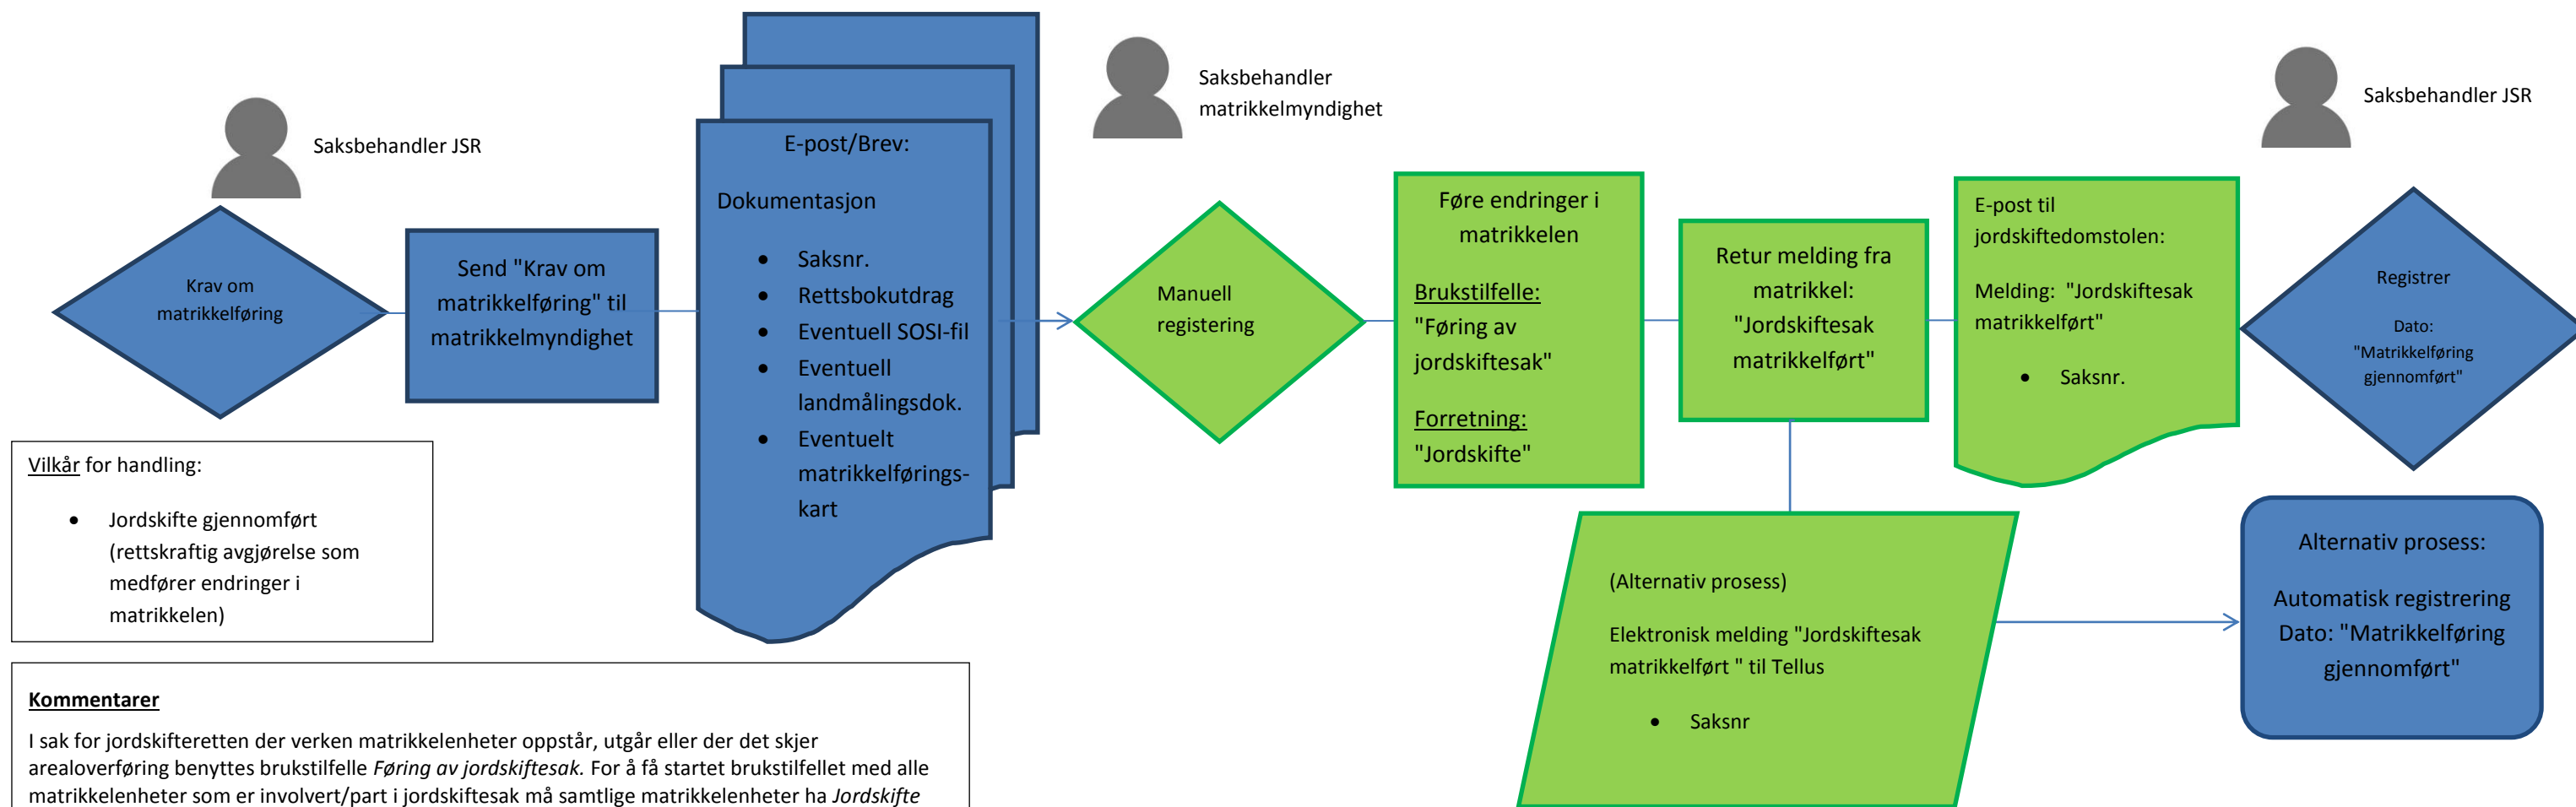 Saksbehandler JSR
Saksbehandler
matrikkelmyndighet
Saksbehandler JSR
Krav om
matrikkelføring
Send "Krav om
matrikkelføring" til
matrikkelmyndighet
E-post/Brev:
Dokumentasjon
• Saksnr.
• Rettsbokutdrag
• Eventuell SOSI-fil
• Eventuell
landmålingsdok.
• Eventuelt
matrikkelførings-
kart
Manuell
registering
Føre endringer i
matrikkelen
Brukstilfelle:
"Føring av
jordskiftesak"
Forretning:
"Jordskifte"
Retur melding fra
matrikkel:
"Jordskiftesak
matrikkelført"
E-post til
jordskiftedomstolen:
Melding: "Jordskiftesak
matrikkelført"
• Saksnr.
Registrer
Dato:
"Matrikkelføring
gjennomført"
Vilkår for handling:
• Jordskifte gjennomført
(rettskraftig avgjørelse som
medfører endringer i
matrikkelen)
(Alternativ prosess)
Elektronisk melding "Jordskiftesak
matrikkelført " til Tellus
• Saksnr
Alternativ prosess:
Automatisk registrering
Dato: "Matrikkelføring
gjennomført"
Kommentarer
I sak for jordskifteretten der verken matrikkelenheter oppstår, utgår eller der det skjer
arealoverføring benyttes brukstilfelle Føring av jordskiftesak. For å få startet brukstilfellet med alle
matrikkelenheter som er involvert/part i jordskiftesak må samtlige matrikkelenheter ha Jordskifte